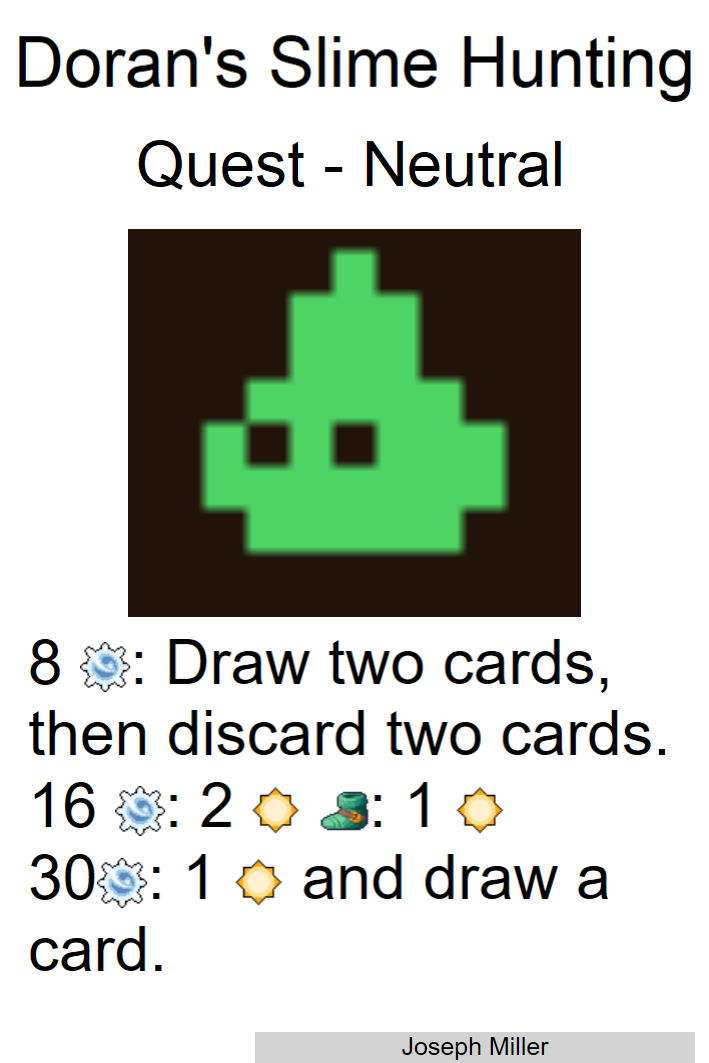 Doran's Slime Hunting
Quest - Neutral
8 : Draw two cards,
then discard two cards.
16 : 2 : 1
30: 1 and draw a
card.
Joseph Miller